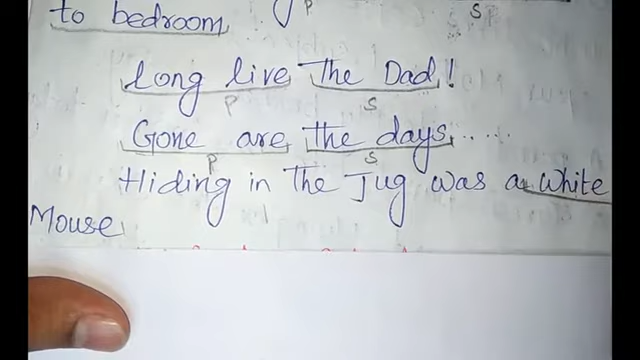 to bedroom
P S
Long live The Dad!
P S
Gone are the days......
P S
Hiding in The Jug was a white
Mouse